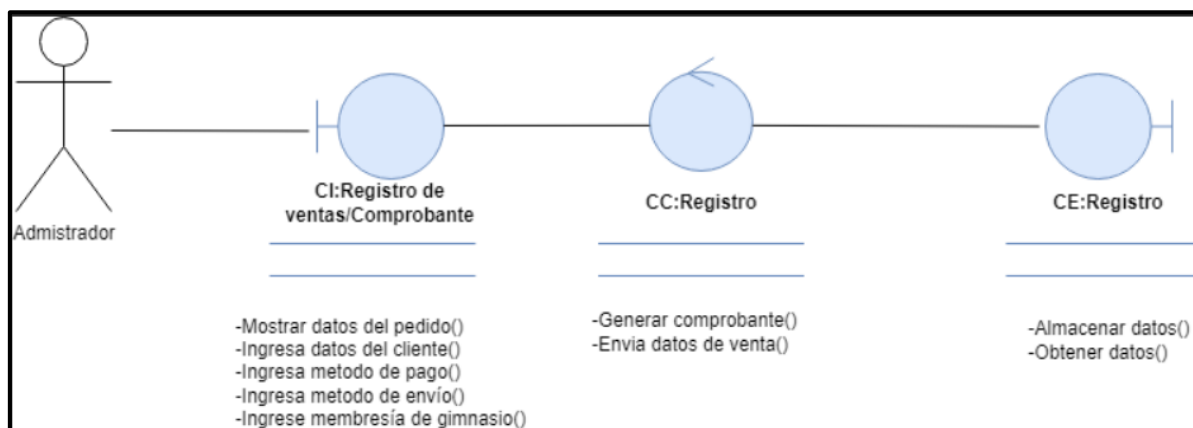 Admistrador
CI:Registro de
ventas/Comprobante
-Mostrar datos del pedido()
-Ingresa datos del cliente()
-Ingresa metodo de pago()
-Ingresa metodo de envío()
-Ingrese membresía de gimnasio()
CC:Registro
-Generar comprobante()
-Envia datos de venta()
CE:Registro
-Almacenar datos()
-Obtener datos()